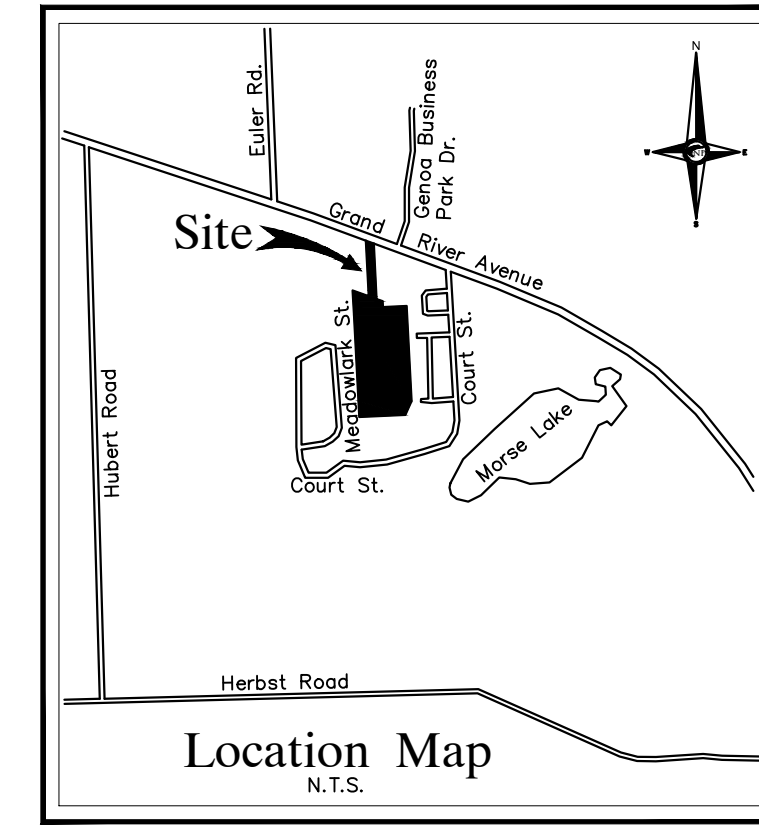 N
W E
S
Euler Rd.
Genoa Business
Park Dr.
Grand River Avenue
Site
Meadowlark St.
Court St.
Hubert Road
Morse Lake
Court St.
Herbst Road
Location Map
N.T.S.